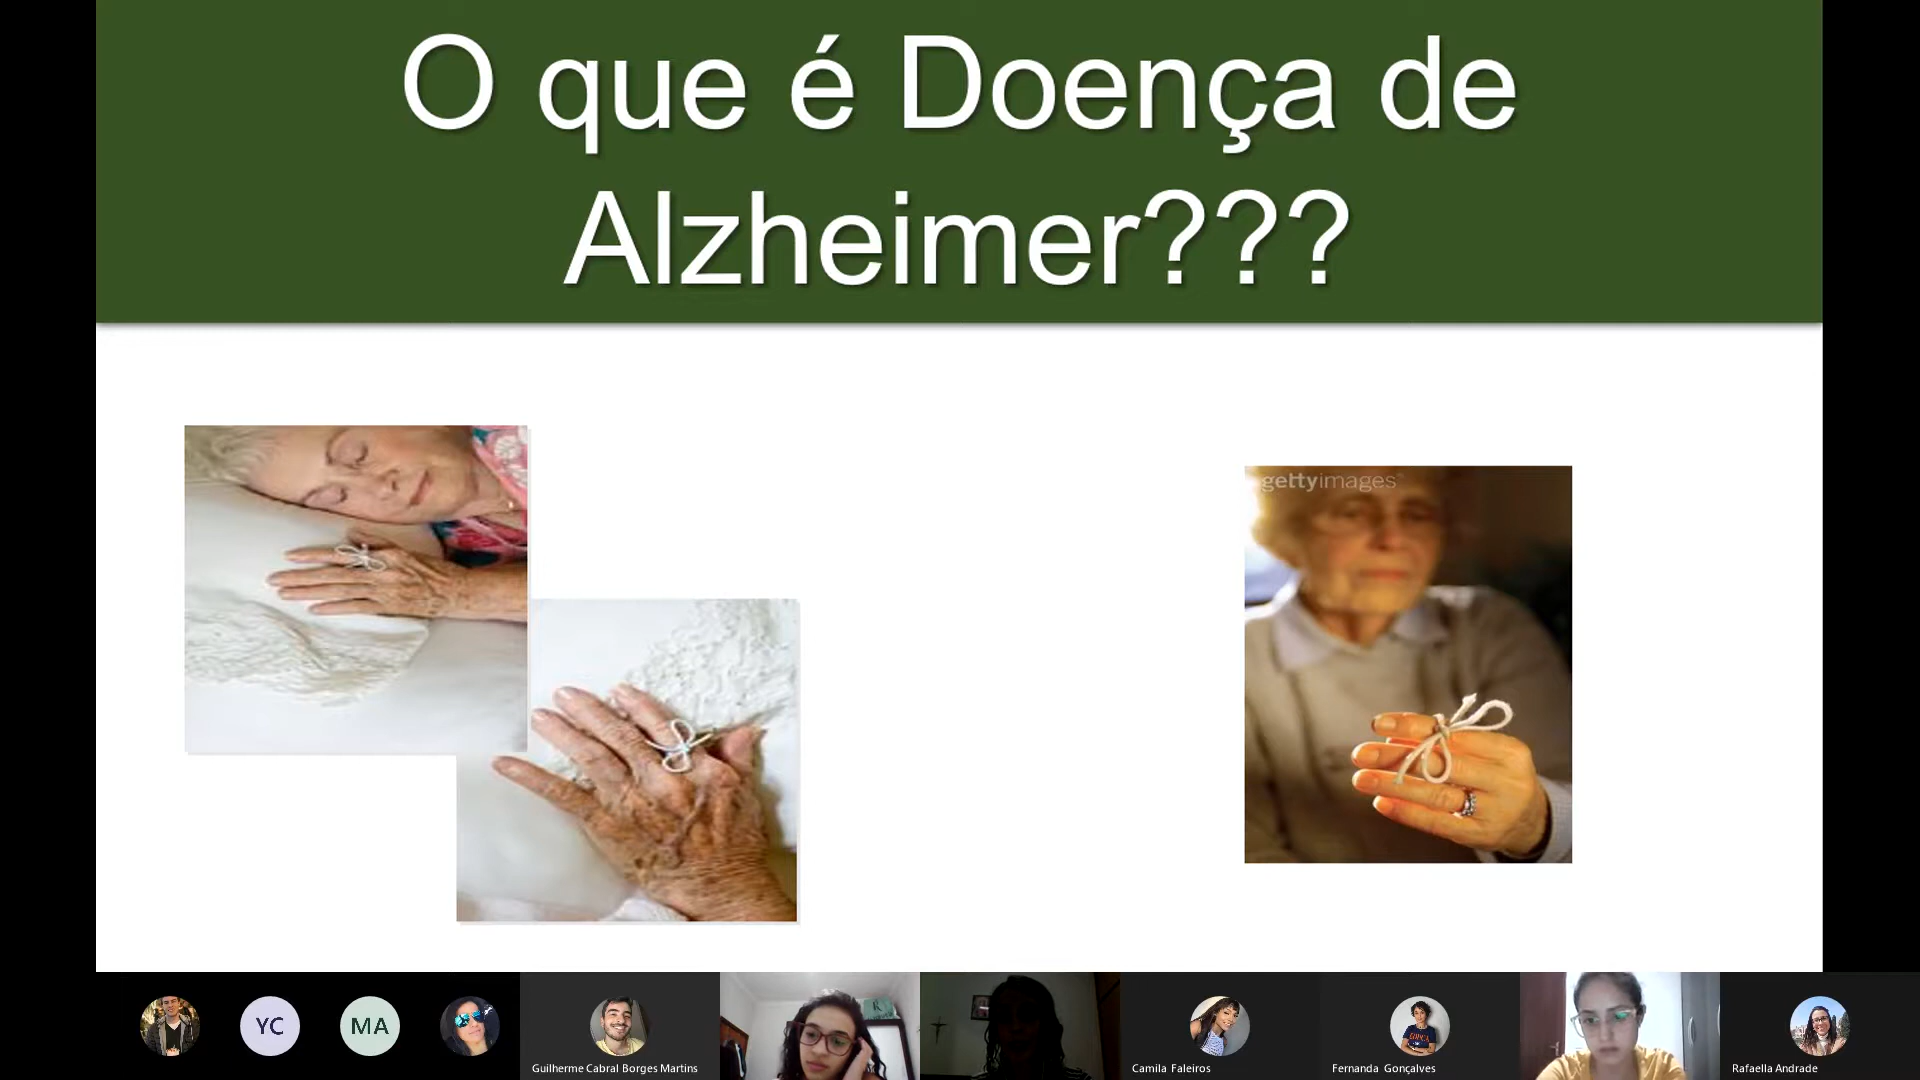 O que é Doença de
Alzheimer???
gettyimages
YC
MA
Guilherme Cabral Borges Martins
R
Camila Faleiros
Fernanda Gonçalves
Rafaella Andrade